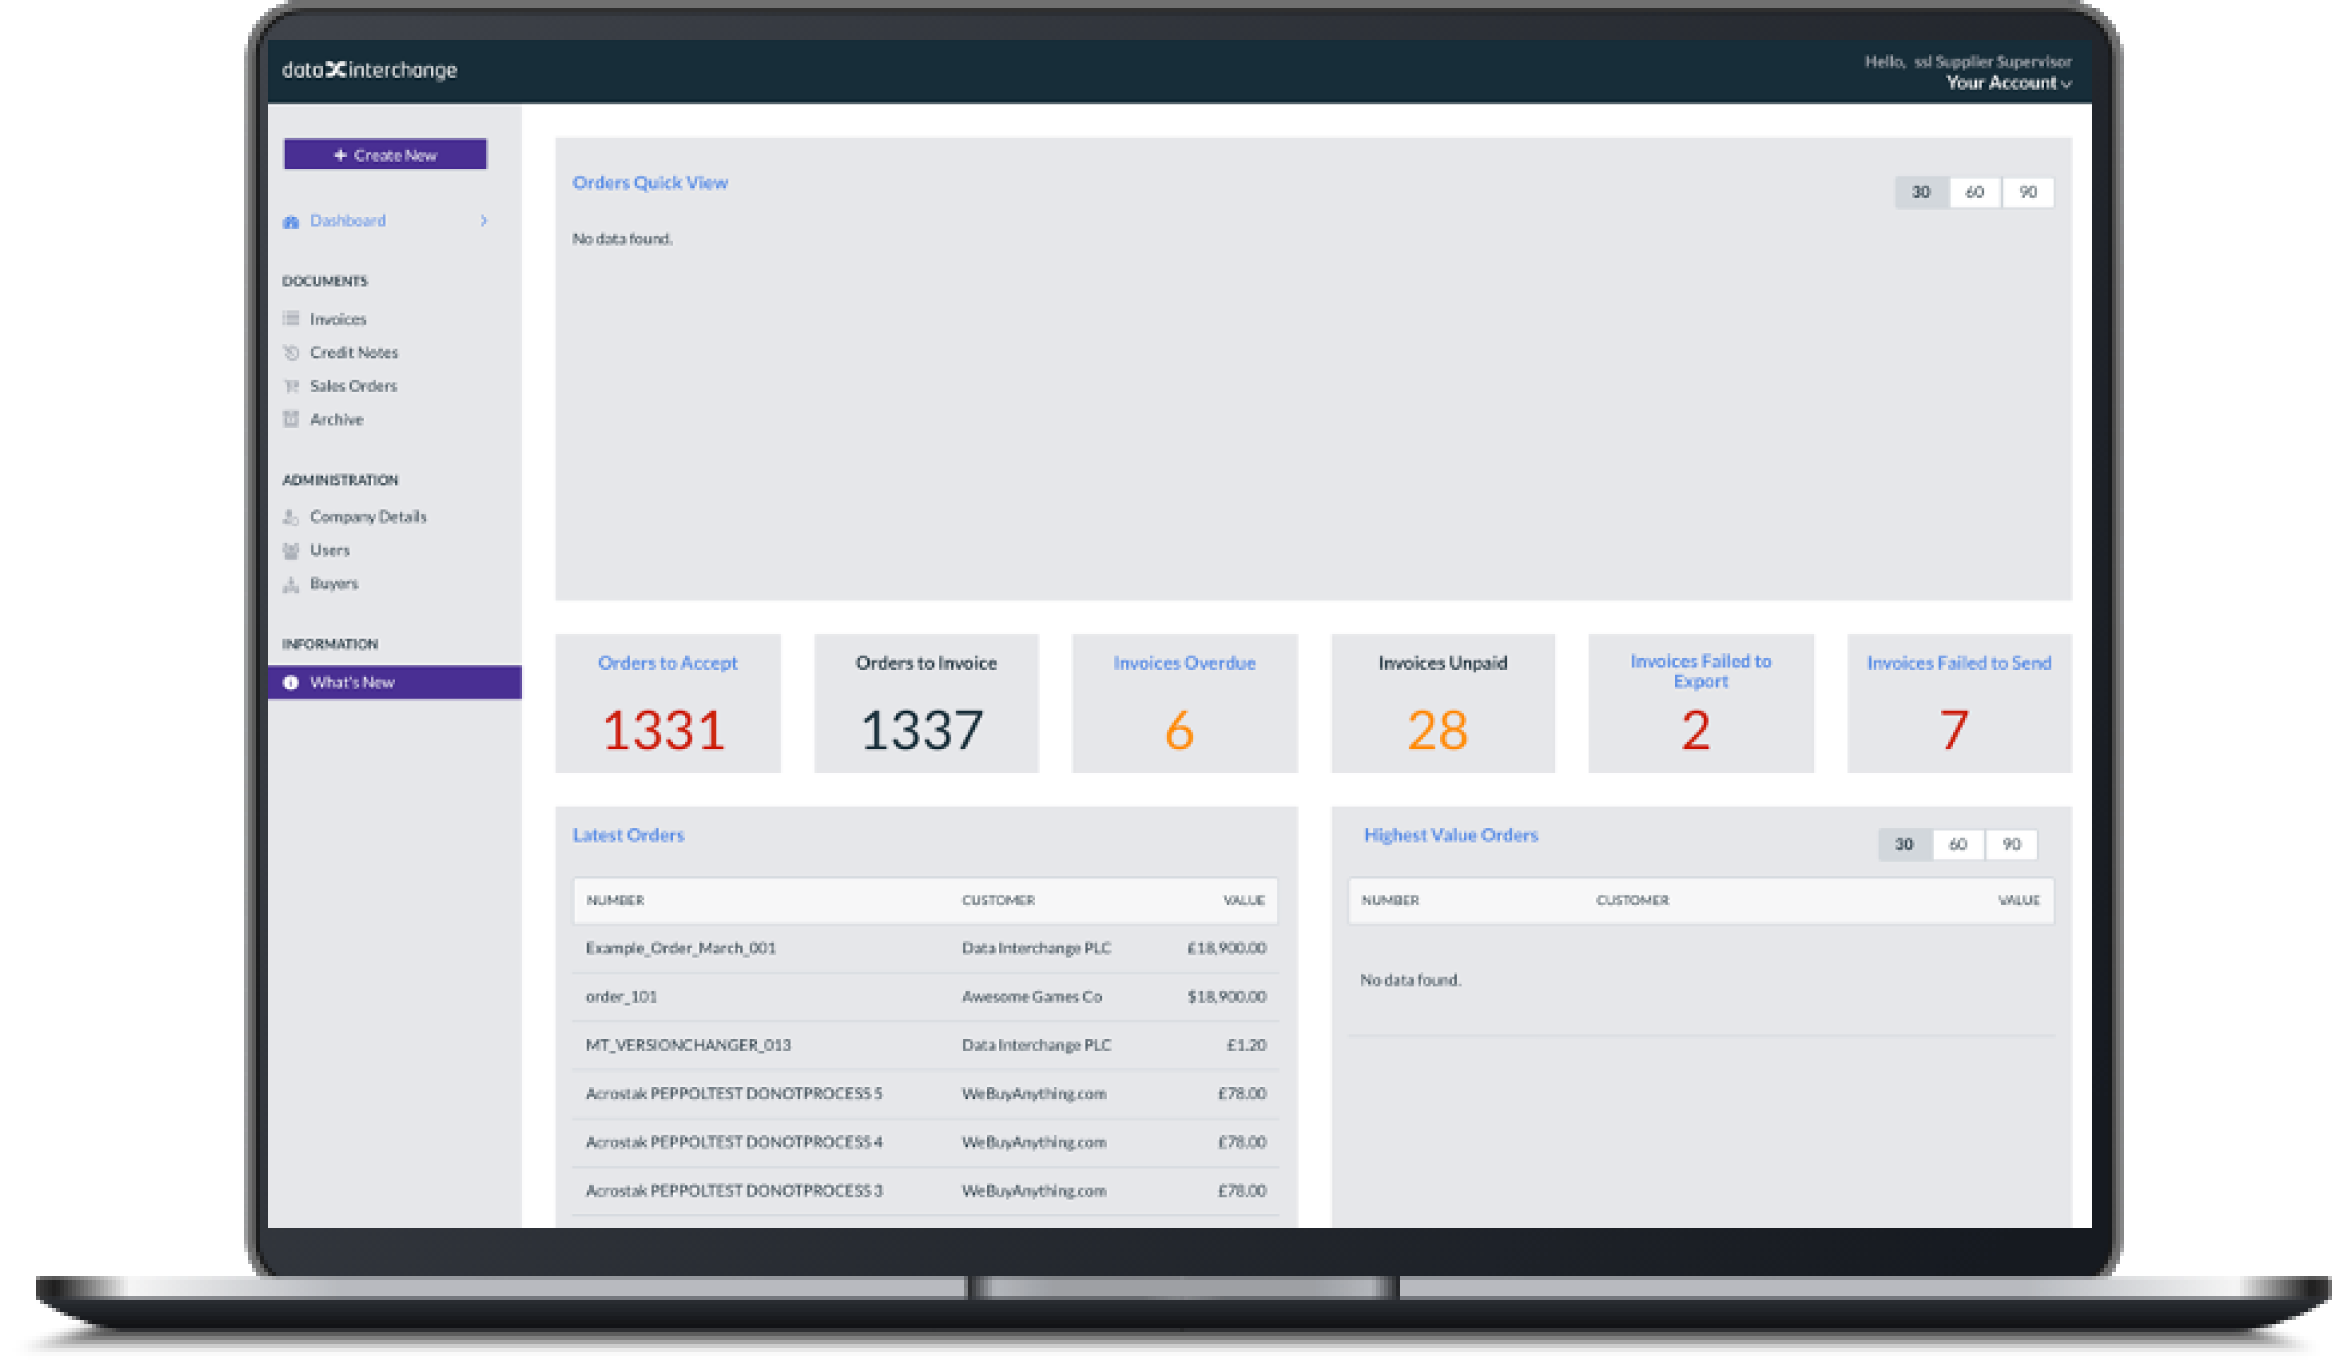 data interchange
Hello, ssl Supplier Supervisor
Your Account
+ Create New
Dashboard
DOCUMENTS
Invoices
Credit Notes
Sales Orders
Archive
ADMINISTRATION
Company Details
Users
Buyers
INFORMATION
What's New
Orders Quick View
30 60 90
No data found.
Orders to Accept
1331
Orders to Invoice
1337
Invoices Overdue
6
Invoices Unpaid
28
Invoices Failed to
Export
2
Invoices Failed to Send
7
Latest Orders
NUMBER CUSTOMER VALUE
Example_Order_March_001 Data Interchange PLC £18,900.00
order_101 Awesome Games Co $18,900.00
MT_VERSIONCHANGER_013 Data Interchange PLC £1.20
Acrostak PEPPOLTEST DONOTPROCESS 5 WeBuyAnything.com £78.00
Acrostak PEPPOLTEST DONOTPROCESS 4 WeBuyAnything.com £78.00
Acrostak PEPPOLTEST DONOTPROCESS 3 WeBuyAnything.com £78.00
Highest Value Orders
30 60 90
NUMBER CUSTOMER VALUE
No data found.